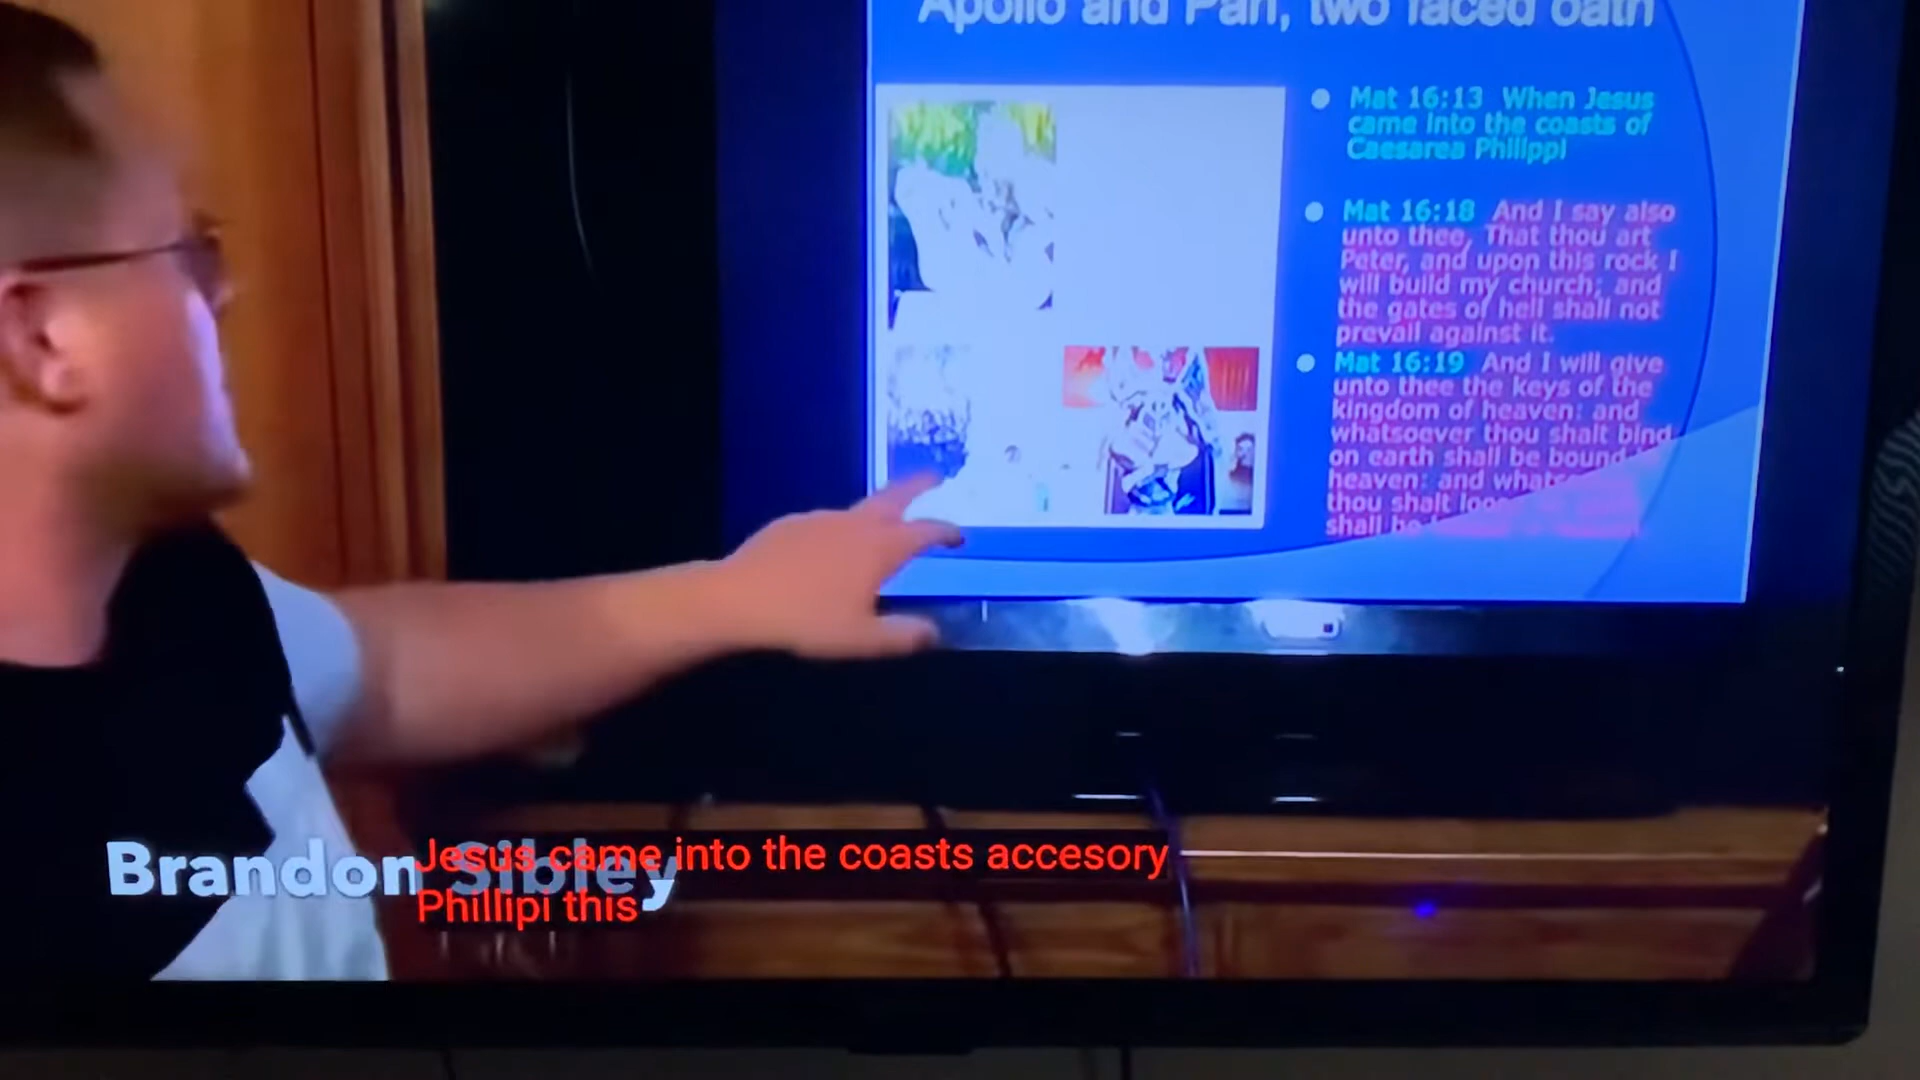 Apollo and Pan, two faced oath
Mat 16:13 When Jesus
came into the coasts of
Caesarea Philippi
Mat 16:18 And I say also
unto thee, That thou art
Peter, and upon this rock I
will build my church; and
the gates of hell shall not
prevail against it.
Mat 16:19 And I will give
unto thee the keys of the
kingdom of heaven: and
whatsoever thou shalt bind
on earth shall be bound
heaven: and
thou shalt
shall be
Brandon Sibley
Jesus came into the coasts accesory
Phillipi this